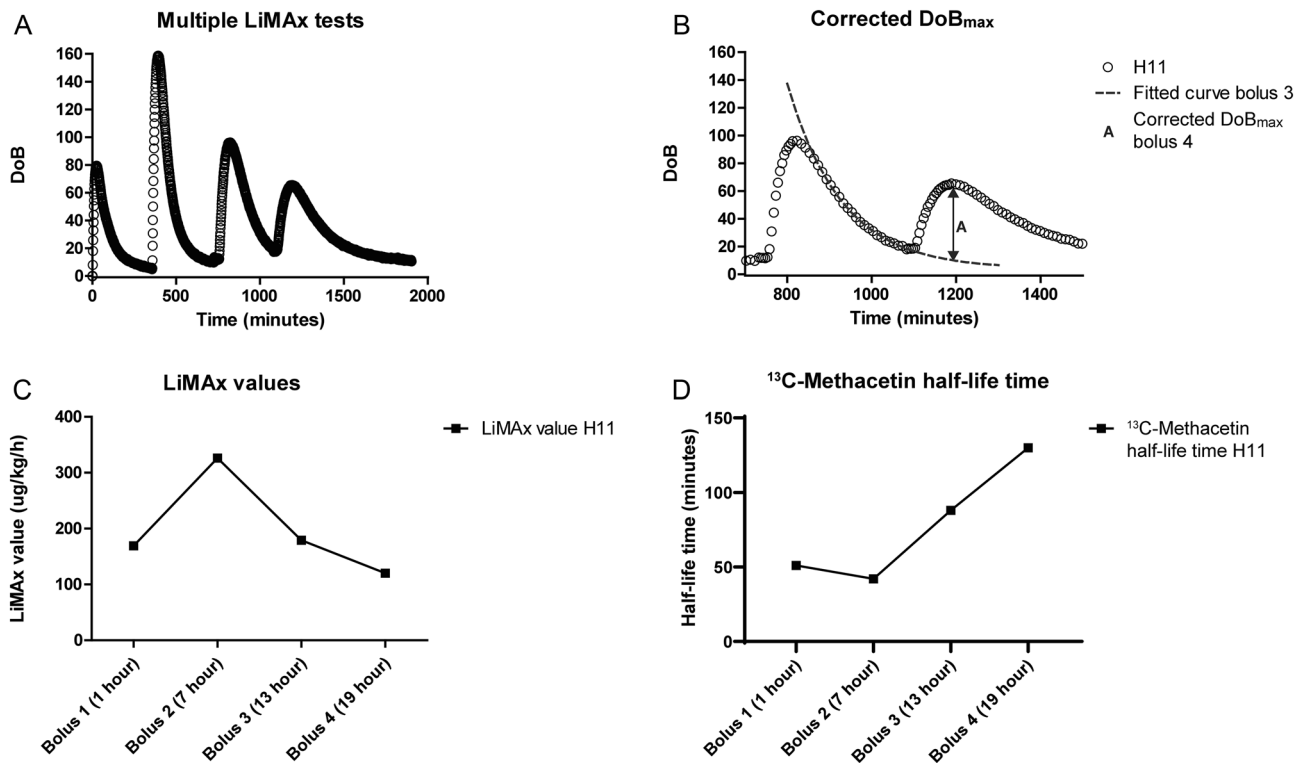 A
Multiple LiMAx tests
160
140
120
100
80
60
40
20
0
DoB
0
500
1000
1500
2000
Time (minutes)
B
Corrected DoBmax
160
140
120
100
80
60
40
20
0
DoB
A
800
1000
1200
1400
Time (minutes)
H11
Fitted curve bolus 3
A Corrected DoBmax
bolus 4
C
LiMAx values
400
300
200
100
0
LiMAx value (ug/kg/h)
Bolus 1 (1 hour)
Bolus 2 (7 hour)
Bolus 3 (13 hour)
Bolus 4 (19 hour)
LiMAx value H11
D
¹³C-Methacetin half-life time
150
100
50
0
Half-life time (minutes)
Bolus 1 (1 hour)
Bolus 2 (7 hour)
Bolus 3 (13 hour)
Bolus 4 (19 hour)
¹³C-Methacetin
half-life time H11